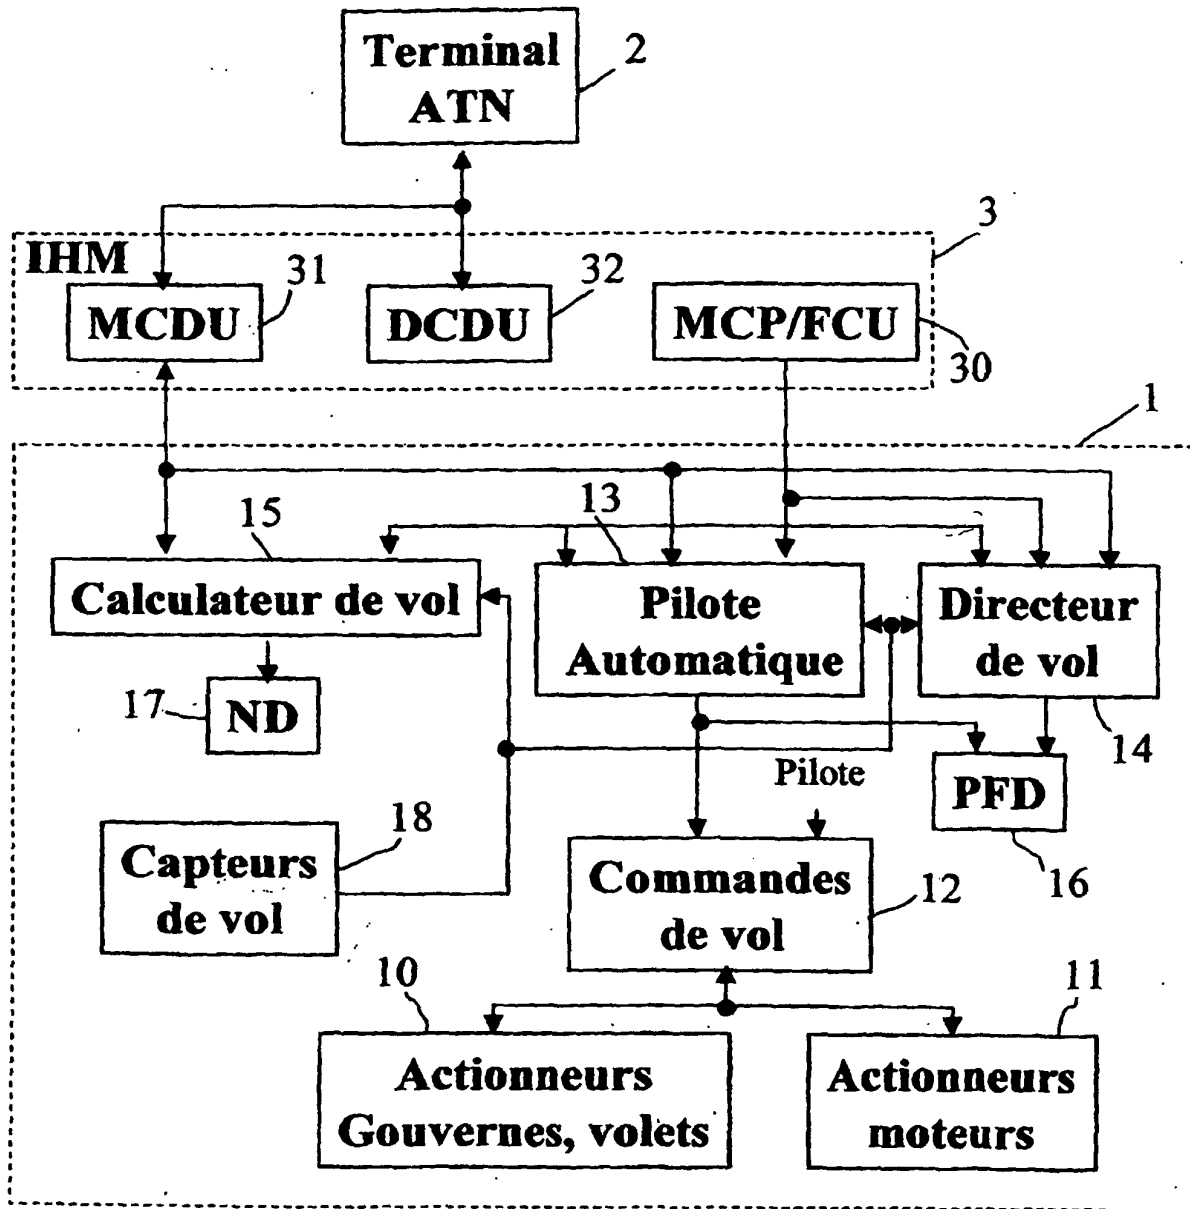 Terminal
ATN
2
3
IHM
31
32
MCDU
DCDU
MCP/FCU
30
1
15
13
Calculateur de vol
Pilote
Automatique
Directeur
de vol
17
ND
14
Pilote
PFD
18
Capteurs
de vol
16
Commandes
de vol
12
10
11
Actionneurs
Gouvernes, volets
Actionneurs
moteurs